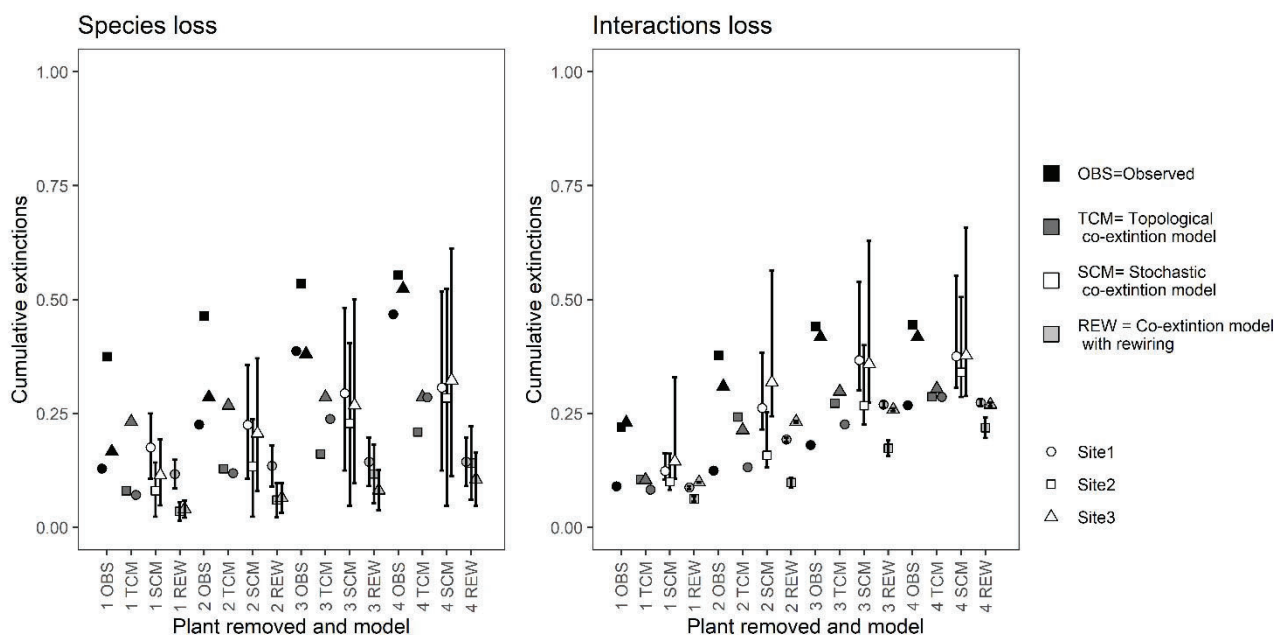 Species loss
Interactions loss
Cumulative extinctions
1.00
0.75
0.50
0.25
0.00
1 OBS
1 TCM
1 SCM
1 REW
2 OBS
2 TCM
2 SCM
2 REW
3 OBS
3 TCM
3 SCM
3 REW
4 OBS
4 TCM
4 SCM
4 REW
Plant removed and model
Cumulative extinctions
1.00
0.75
0.50
0.25
0.00
1 OBS
1 TCM
1 SCM
1 REW
2 OBS
2 TCM
2 SCM
2 REW
3 OBS
3 TCM
3 SCM
3 REW
4 OBS
4 TCM
4 SCM
4 REW
Plant removed and model
OBS=Observed
TCM= Topological
co-extintion model
SCM= Stochastic
co-extintion model
REW = Co-extintion model
with rewiring
Site1
Site2
Site3